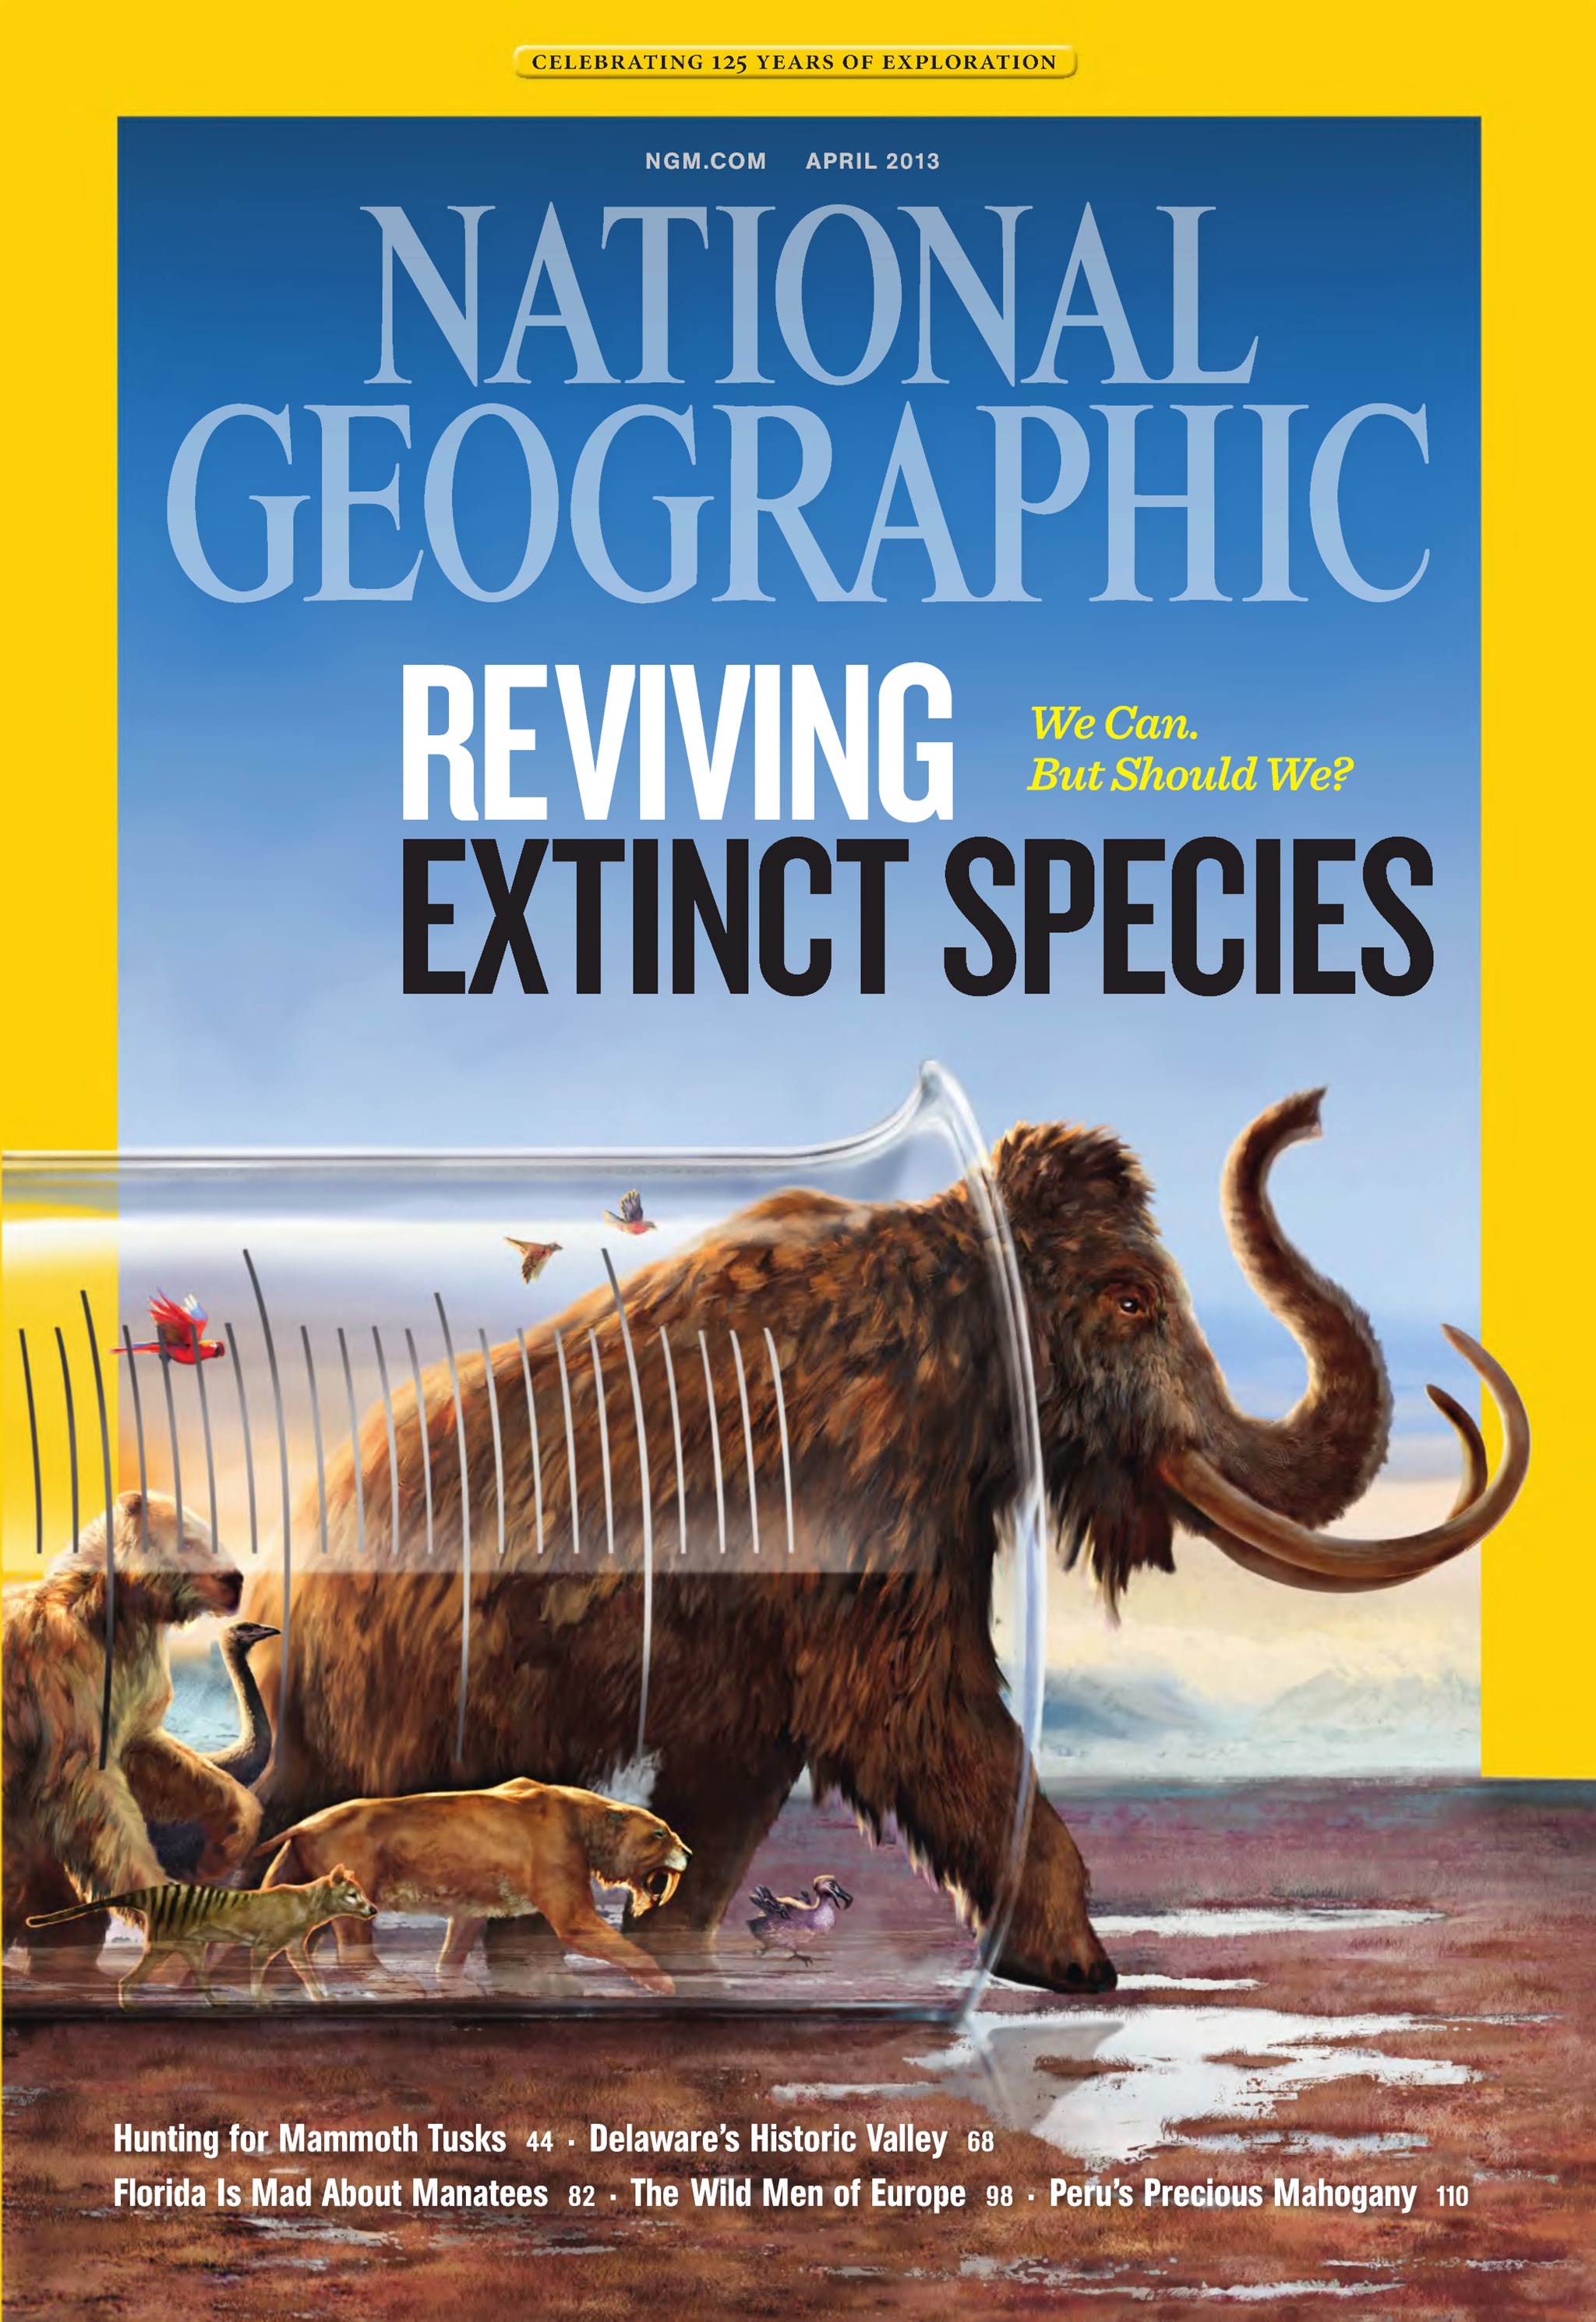 CELEBRATING 125 YEARS OF EXPLORATION
NGM.COM APRIL 2013
NATIONAL
GEOGRAPHIC
REVIVING
We Can.
But Should We?
EXTINCT SPECIES
Hunting for Mammoth Tusks 44 · Delaware's Historic Valley 68
Florida Is Mad About Manatees 82 · The Wild Men of Europe 98 · Peru's Precious Mahogany 110